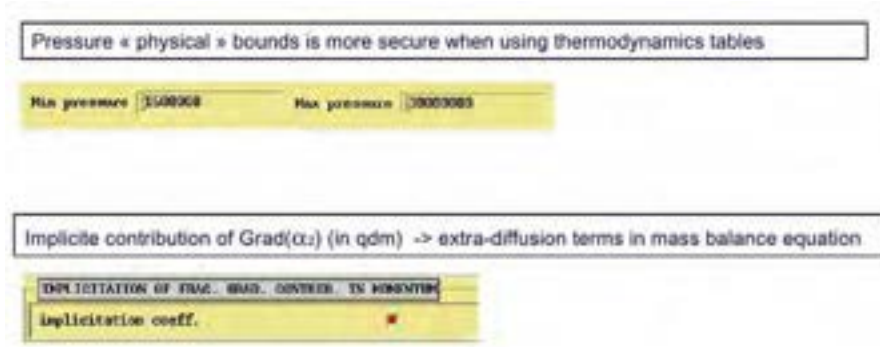 Pressure « physical » bounds is more secure when using thermodynamics tables
Min pressure Max pressure
Implicite contribution of Grad(α₂) (in qdm) -> extra-diffusion terms in mass balance equation
IMPLICITATION OF FRAC. GRAD. CONTRIB. IN MOMENTUM
implicitation coeff.